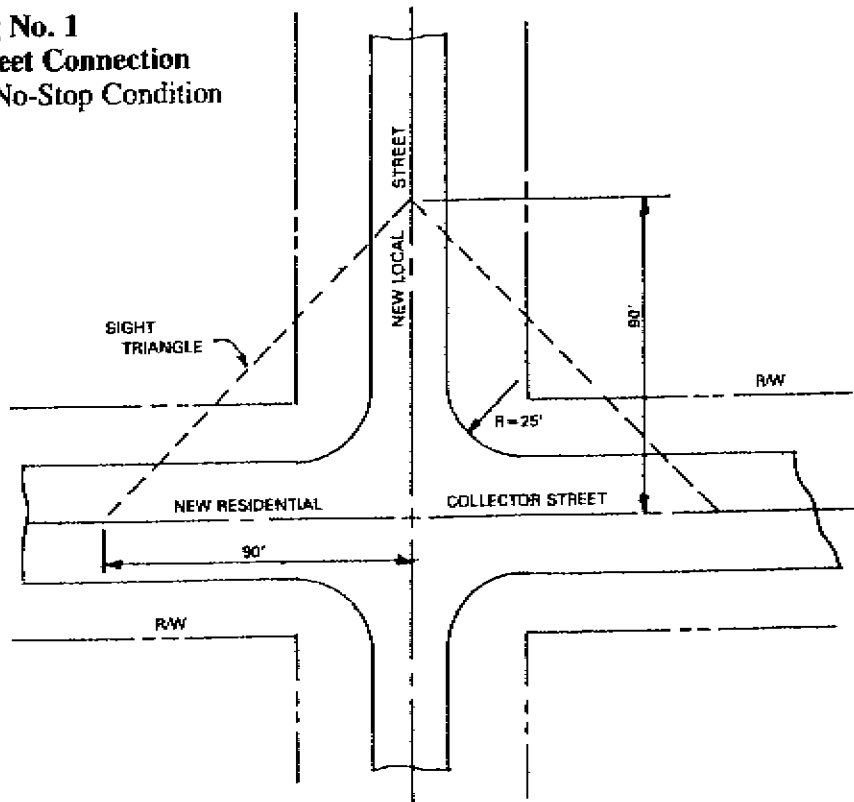 No. 1
eet Connection
No-Stop Condition
STREET
NEW LOCAL
90'
SIGHT
TRIANGLE
R/W
R=25'
NEW RESIDENTIAL
COLLECTOR STREET
90'
R/W